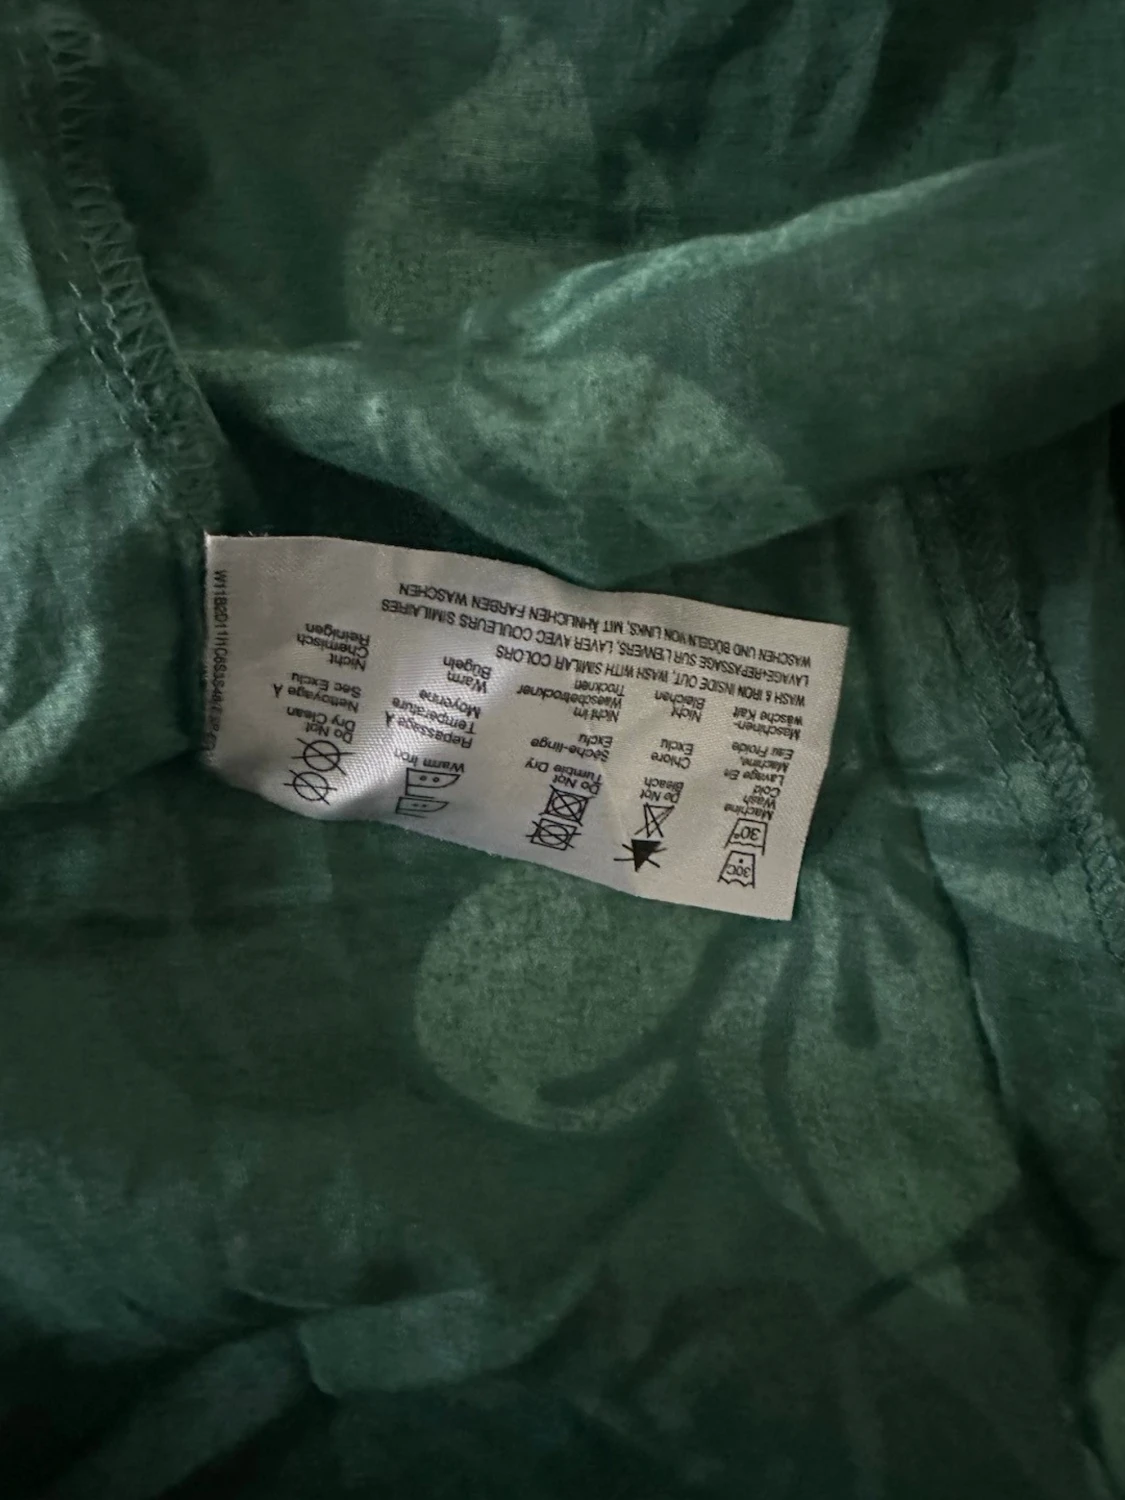 30C
30°
Machine
Wash
Cold
Lavage En
Machine,
Eau Froide
Maschinen-
wäsche Kalt
Do Not
Bleach
Chlore
Exclu
Nicht
Bleichen
Do Not
Tumble Dry
Sèche-linge
Exclu
Nicht im
Waschetrockner
Trocknen
Warm Iron
Repassage À
Température
Moyenne
Warm
Bügeln
Do Not
Dry Clean
Nettoyage À
Sec Exclu
Nicht
Chemisch
Reinigen
WASH & IRON INSIDE OUT, WASH WITH SIMILAR COLORS
LAVAGE+REPASSAGE SUR L'ENVERS, LAVER AVEC COULEURS SIMILAIRES
WASCHEN UND BÜGELN VON LINKS, MIT ÄHNLICHEN FARBEN WASCHEN